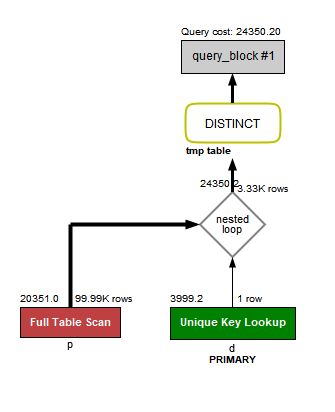 Query cost: 24350.20
query_block #1
DISTINCT
tmp table
24350.2
3.33K rows
nested
loop
20351.0
99.99K rows
3999.2
1 row
Full Table Scan
Unique Key Lookup
p
d
PRIMARY